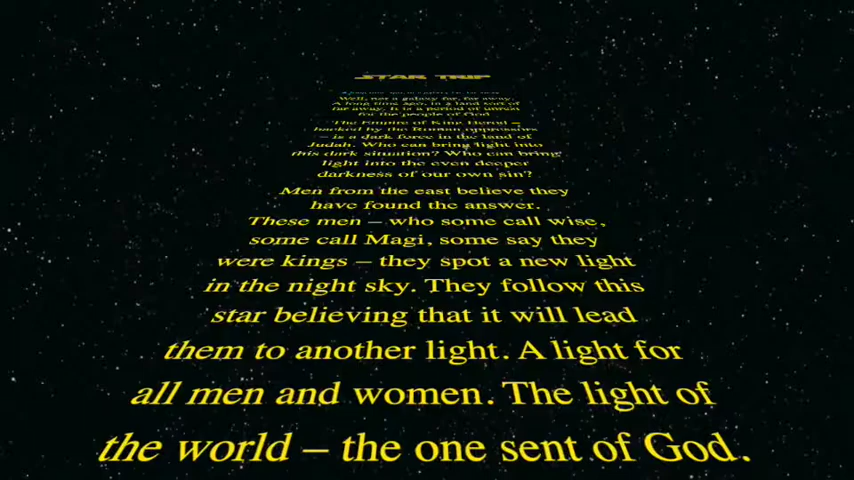 STAR TRIP
Well, not a galaxy far, far away.
A long time ago, in a land sort of
far away. It is a period of unrest
for the people of God.
The Empire of King Herod –
backed by the Roman oppressors
– is a dark force in the land of
Judah. Who can bring light into
this dark situation? Who can bring
light into the even deeper
darkness of our own sin?
Men from the east believe they
have found the answer.
These men – who some call wise,
some call Magi, some say they
were kings – they spot a new light
in the night sky. They follow this
star believing that it will lead
them to another light. A light for
all men and women. The light of
the world – the one sent of God.